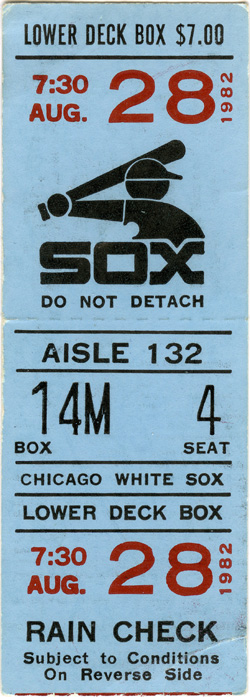 LOWER DECK BOX $7.00
7:30 AUG. 28 1982
SOX
DO NOT DETACH
AISLE 132
14M 4
BOX SEAT
CHICAGO WHITE SOX
LOWER DECK BOX
7:30 AUG. 28 1982
RAIN CHECK
Subject to Conditions
On Reverse Side